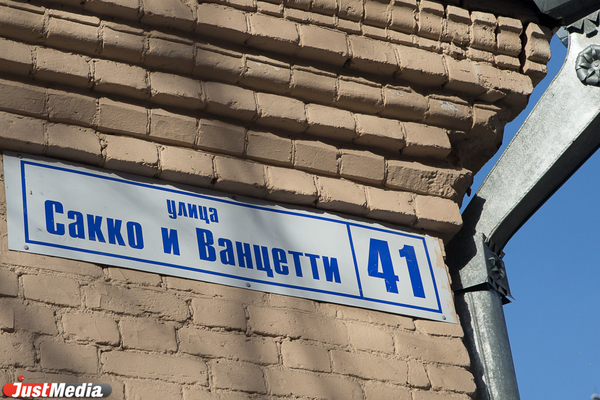 улица
Сакко и Ванцетти
41
JustMedia